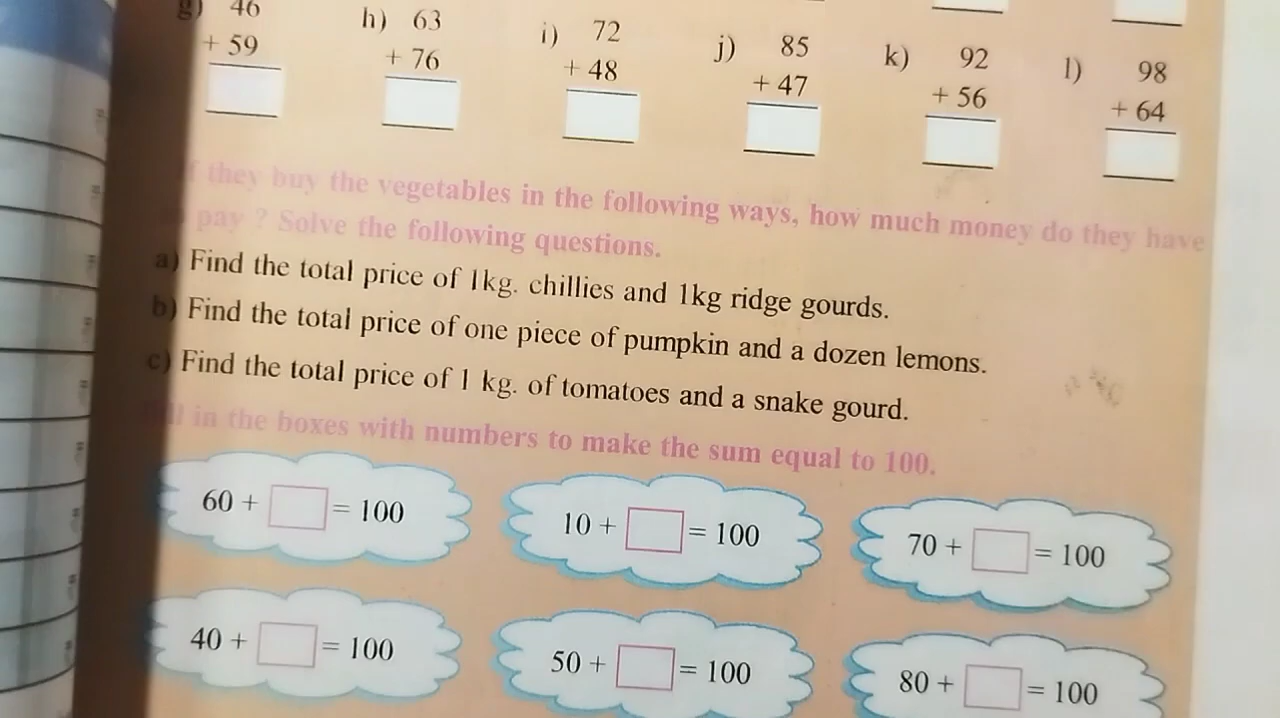 g) 46
+ 59
h) 63
+ 76
i) 72
+ 48
j) 85
+ 47
k) 92
+ 56
l) 98
+ 64
they buy the vegetables in the following ways, how much money do they have
pay ? Solve the following questions.
a) Find the total price of 1kg. chillies and 1kg ridge gourds.
b) Find the total price of one piece of pumpkin and a dozen lemons.
c) Find the total price of 1 kg. of tomatoes and a snake gourd.
in the boxes with numbers to make the sum equal to 100.
60 + = 100
10 + = 100
70 + = 100
40 + = 100
50 + = 100
80 + = 100